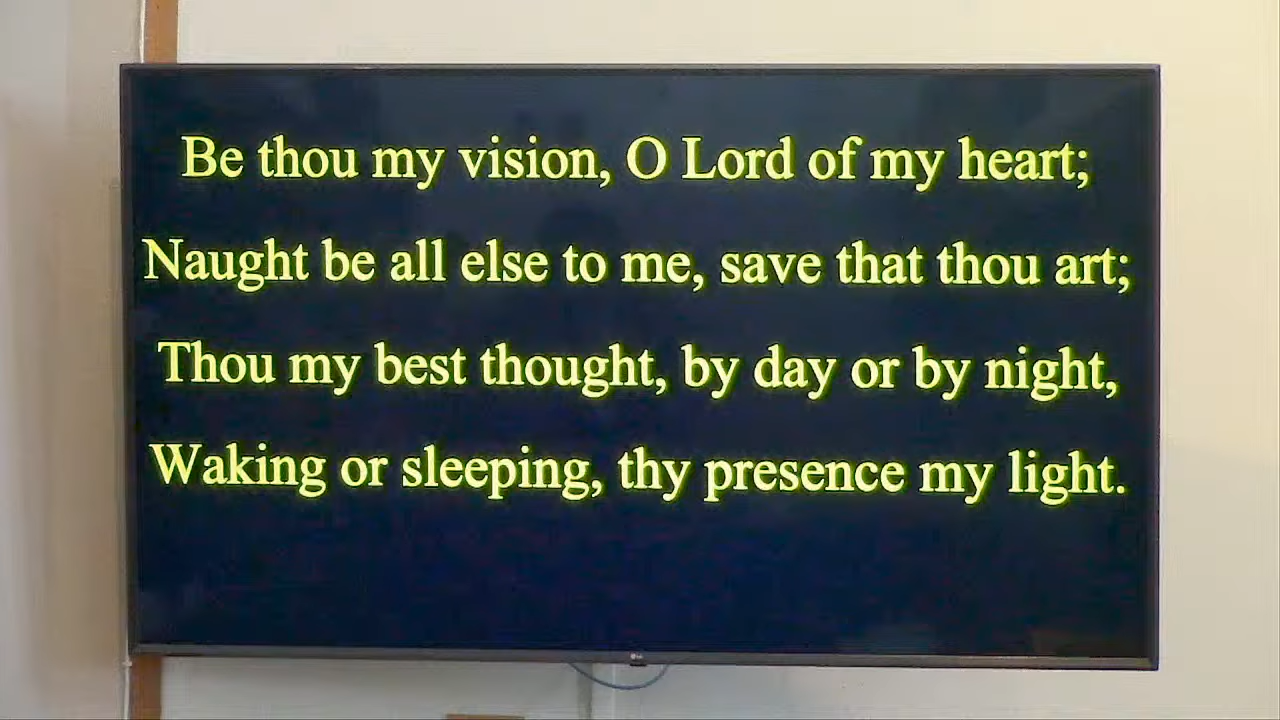 Be thou my vision, O Lord of my heart;
Naught be all else to me, save that thou art;
Thou my best thought, by day or by night,
Waking or sleeping, thy presence my light.